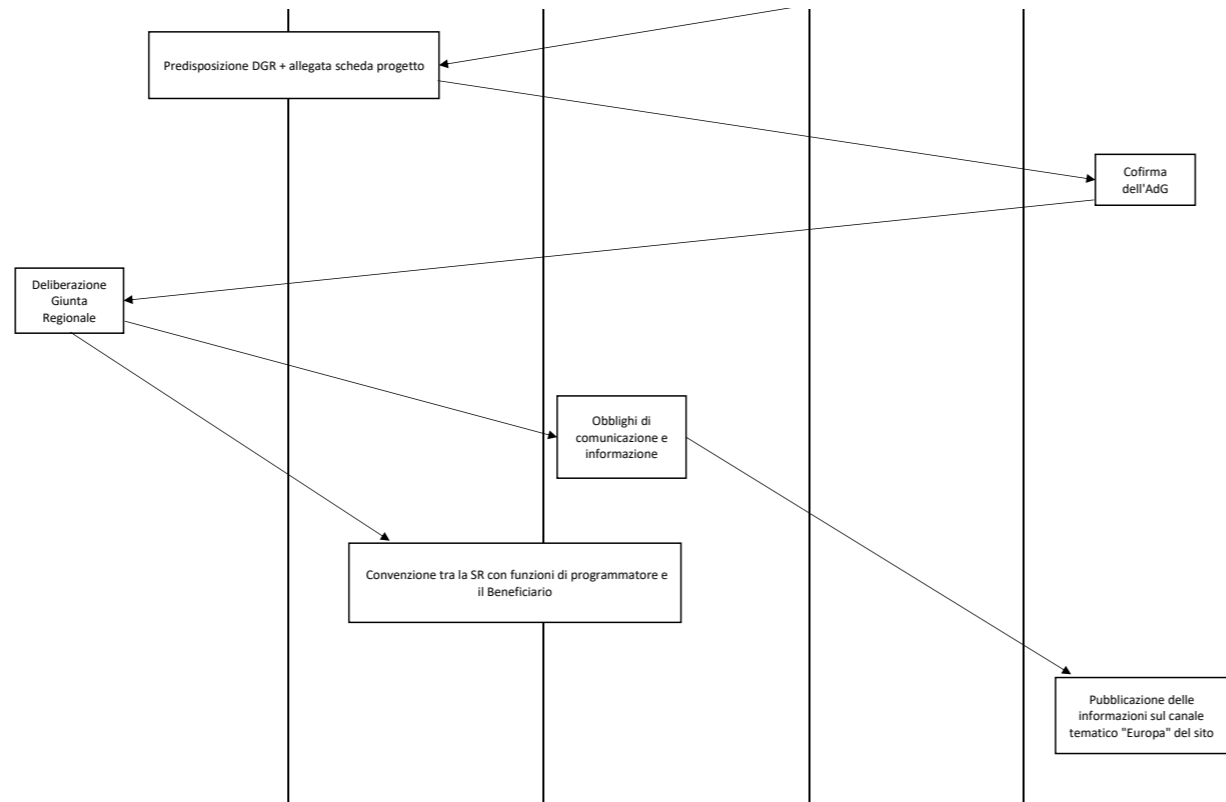 Predisposizione DGR + allegata scheda progetto
Cofirma
dell'AdG
Deliberazione
Giunta
Regionale
Obblighi di
comunicazione e
informazione
Convenzione tra la SR con funzioni di programmatore e
il Beneficiario
Pubblicazione delle
informazioni sul canale
tematico "Europa" del sito